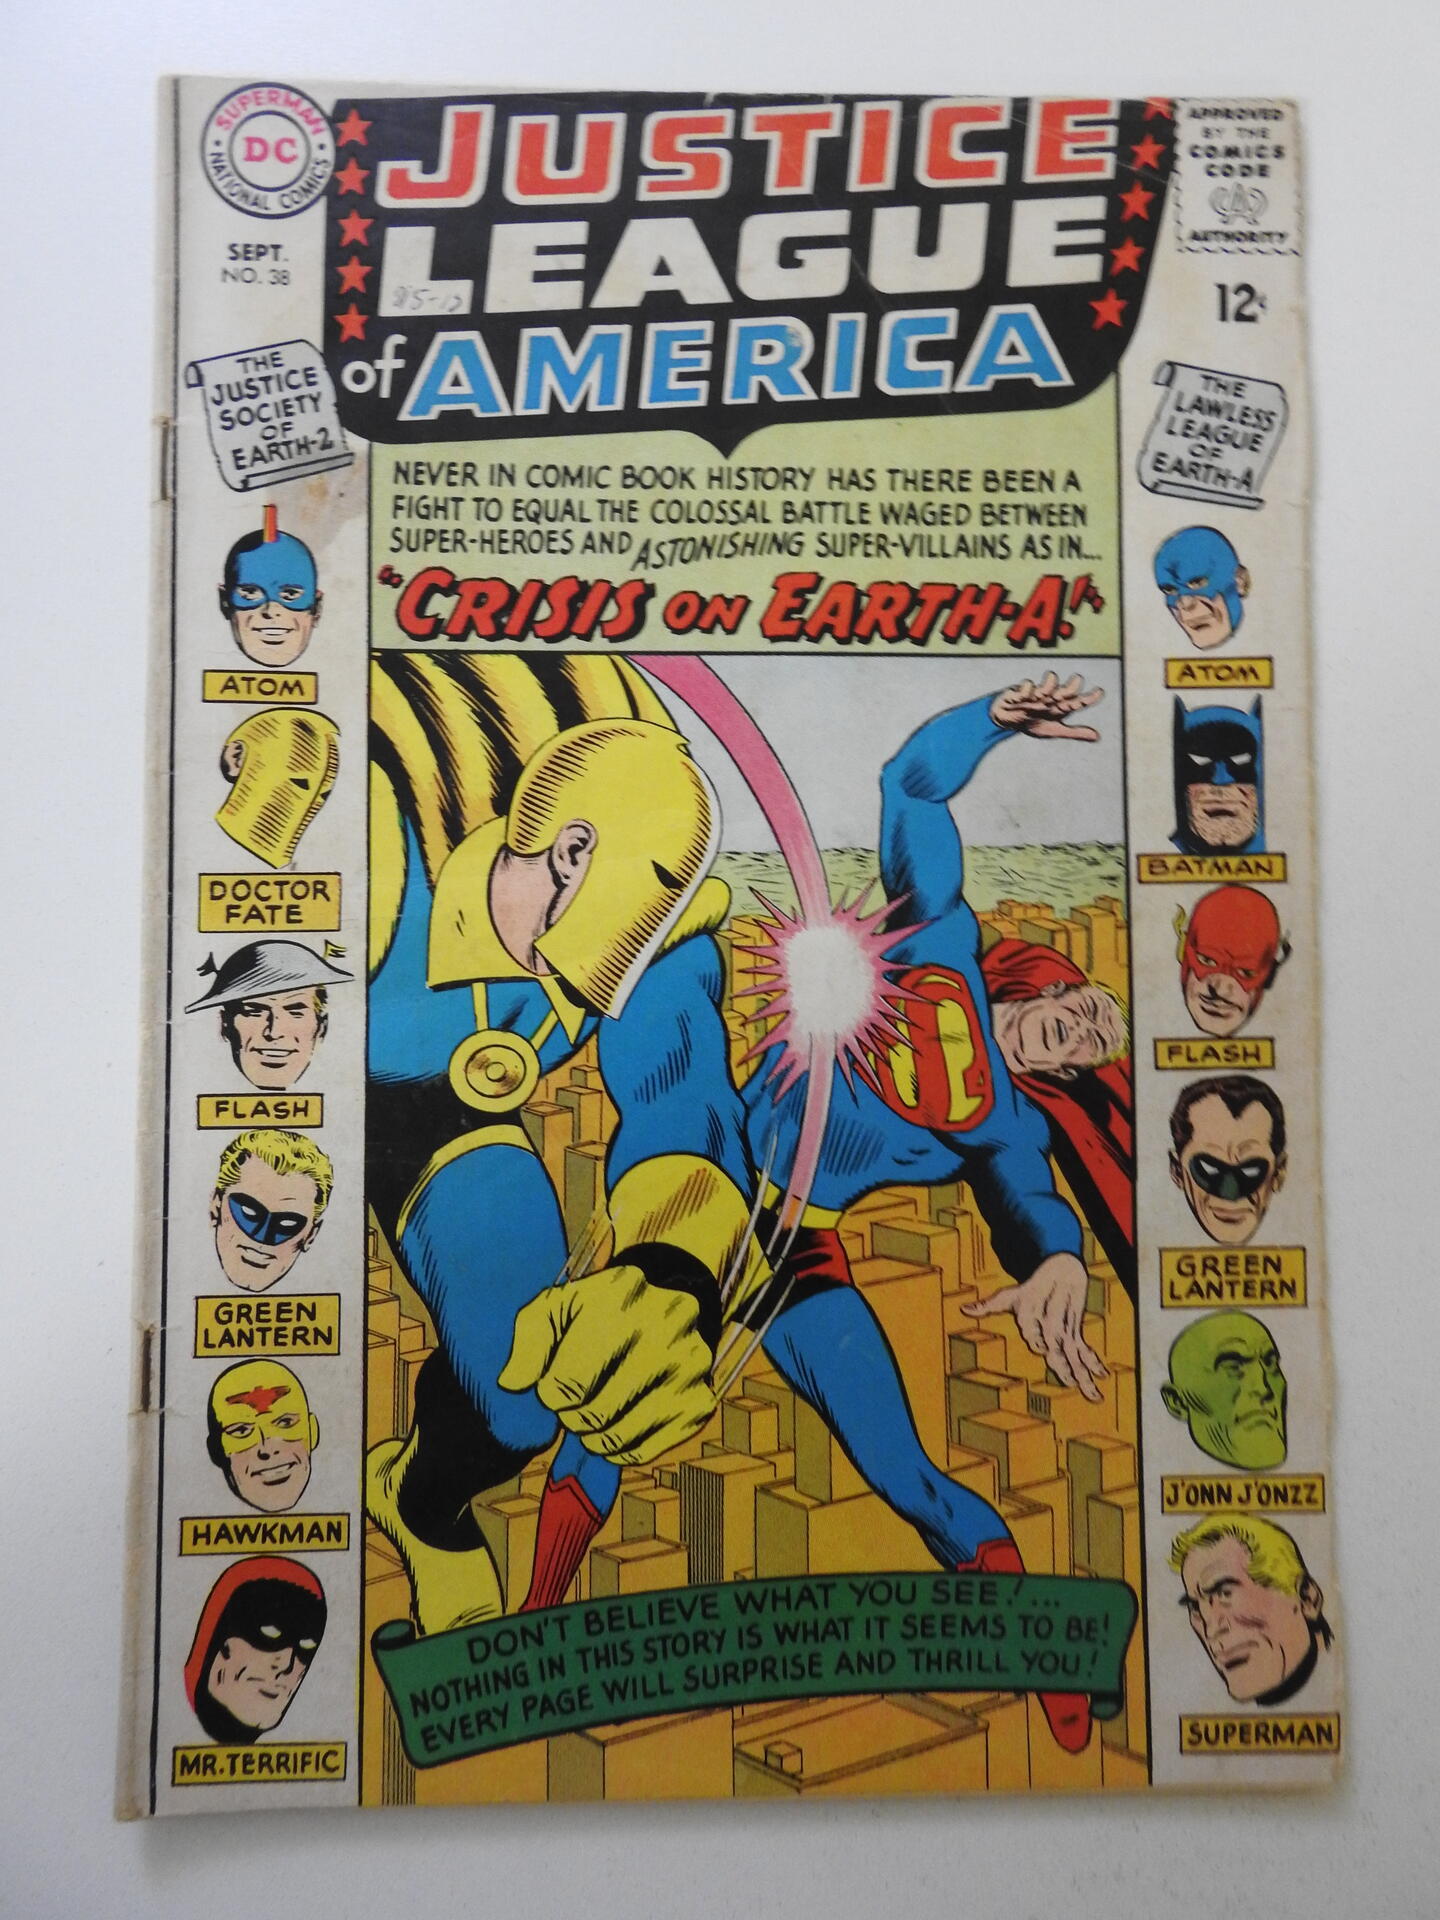 SUPERMAN
DC
NATIONAL COMICS
SEPT.
NO. 38
JUSTICE
LEAGUE
of AMERICA
APPROVED
BY THE
COMICS
CODE
CA
AUTHORITY
12¢
THE
JUSTICE
SOCIETY
OF
EARTH-2
THE
LAWLESS
LEAGUE
OF
EARTH-A
NEVER IN COMIC BOOK HISTORY HAS THERE BEEN A
FIGHT TO EQUAL THE COLOSSAL BATTLE WAGED BETWEEN
SUPER-HEROES AND ASTONISHING SUPER-VILLAINS AS IN...
"CRISIS ON EARTH-A!"
ATOM
DOCTOR
FATE
FLASH
GREEN
LANTERN
HAWKMAN
MR. TERRIFIC
ATOM
BATMAN
FLASH
GREEN
LANTERN
J'ONN J'ONZZ
SUPERMAN
DON'T BELIEVE WHAT YOU SEE!...
NOTHING IN THIS STORY IS WHAT IT SEEMS TO BE!
EVERY PAGE WILL SURPRISE AND THRILL YOU!